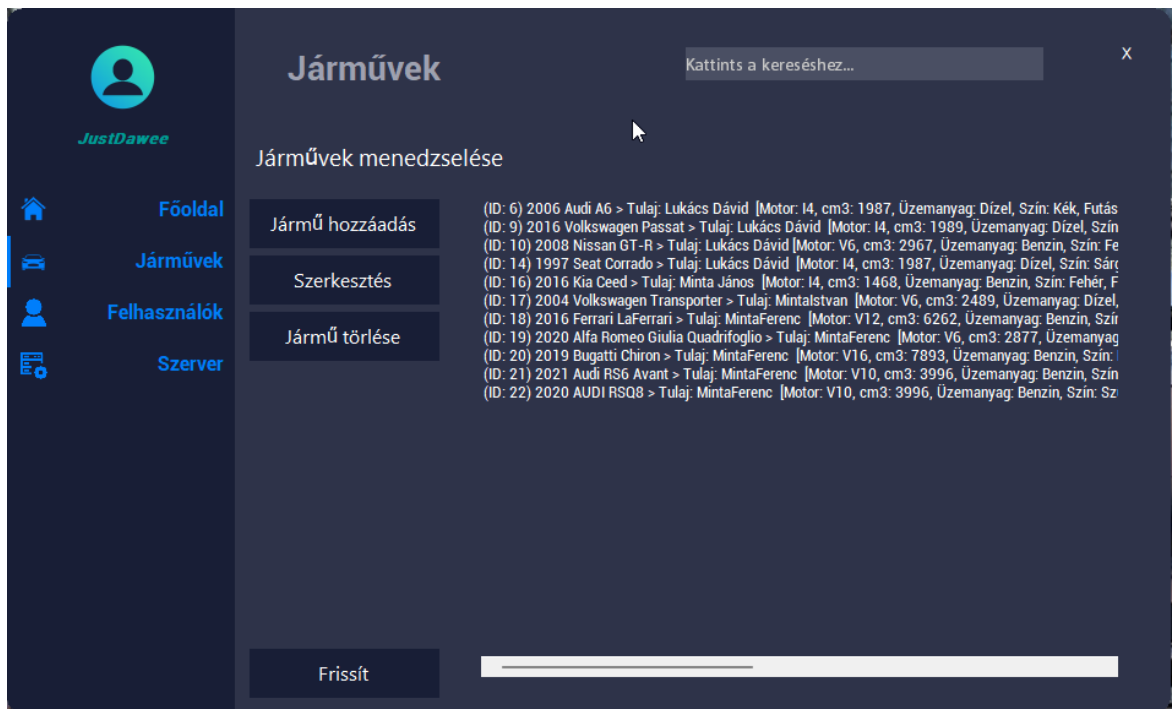 JustDawee
Főoldal
Járművek
Felhasználók
Szerver
Járművek
Kattints a kereséshez...
X
Járművek menedzselése
Jármű hozzáadás
Szerkesztés
Jármű törlése
Frissít
(ID: 6) 2006 Audi A6 > Tulaj: Lukács Dávid [Motor: I4, cm3: 1987, Üzemanyag: Dízel, Szín: Kék, Futás
(ID: 9) 2016 Volkswagen Passat > Tulaj: Lukács Dávid [Motor: I4, cm3: 1989, Üzemanyag: Dízel, Szín
(ID: 10) 2008 Nissan GT-R > Tulaj: Lukács Dávid [Motor: V6, cm3: 2967, Üzemanyag: Benzin, Szín: Fe
(ID: 14) 1997 Seat Corrado > Tulaj: Lukács Dávid [Motor: I4, cm3: 1987, Üzemanyag: Dízel, Szín: Sárg
(ID: 16) 2016 Kia Ceed > Tulaj: Minta János [Motor: I4, cm3: 1468, Üzemanyag: Benzin, Szín: Fehér, F
(ID: 17) 2004 Volkswagen Transporter > Tulaj: MintaIstvan [Motor: V6, cm3: 2489, Üzemanyag: Dízel,
(ID: 18) 2016 Ferrari LaFerrari > Tulaj: MintaFerenc [Motor: V12, cm3: 6262, Üzemanyag: Benzin, Szín
(ID: 19) 2020 Alfa Romeo Giulia Quadrifoglio > Tulaj: MintaFerenc [Motor: V6, cm3: 2877, Üzemanyag
(ID: 20) 2019 Bugatti Chiron > Tulaj: MintaFerenc [Motor: V16, cm3: 7893, Üzemanyag: Benzin, Szín:
(ID: 21) 2021 Audi RS6 Avant > Tulaj: MintaFerenc [Motor: V10, cm3: 3996, Üzemanyag: Benzin, Szín
(ID: 22) 2020 AUDI RSQ8 > Tulaj: MintaFerenc [Motor: V10, cm3: 3996, Üzemanyag: Benzin, Szín: Sz